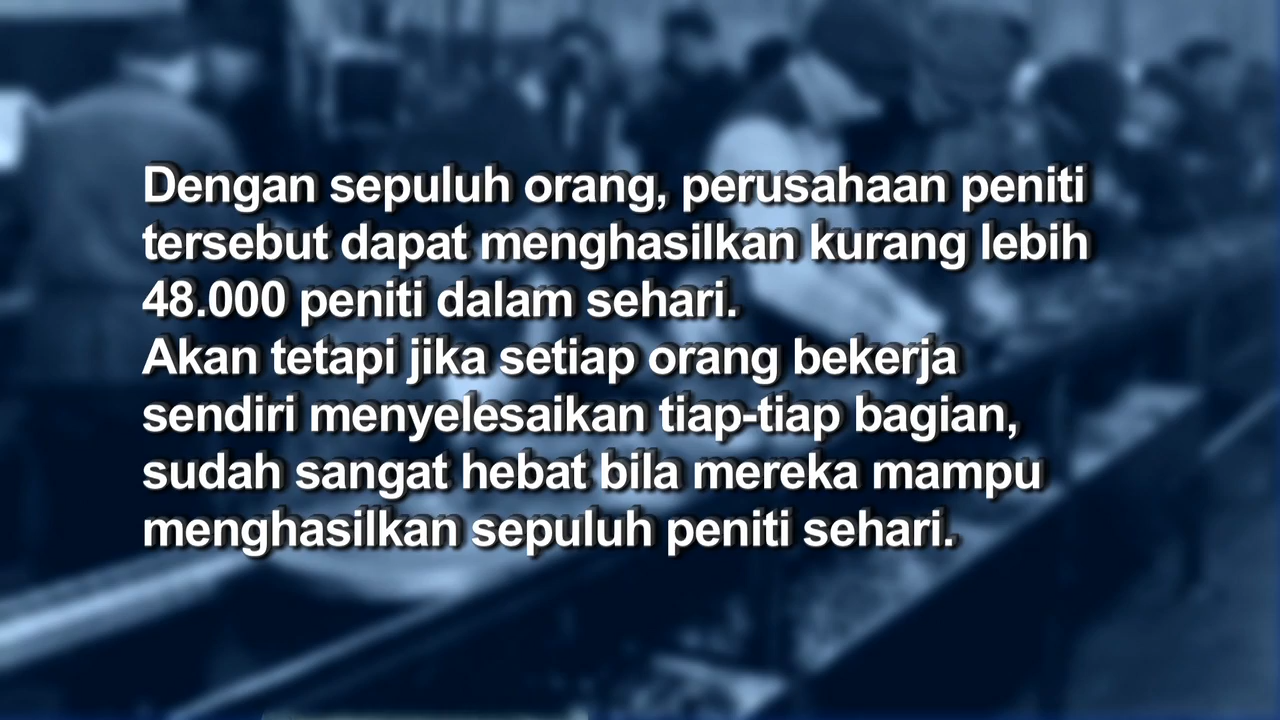 Dengan sepuluh orang, perusahaan peniti
tersebut dapat menghasilkan kurang lebih
48.000 peniti dalam sehari.
Akan tetapi jika setiap orang bekerja
sendiri menyelesaikan tiap-tiap bagian,
sudah sangat hebat bila mereka mampu
menghasilkan sepuluh peniti sehari.